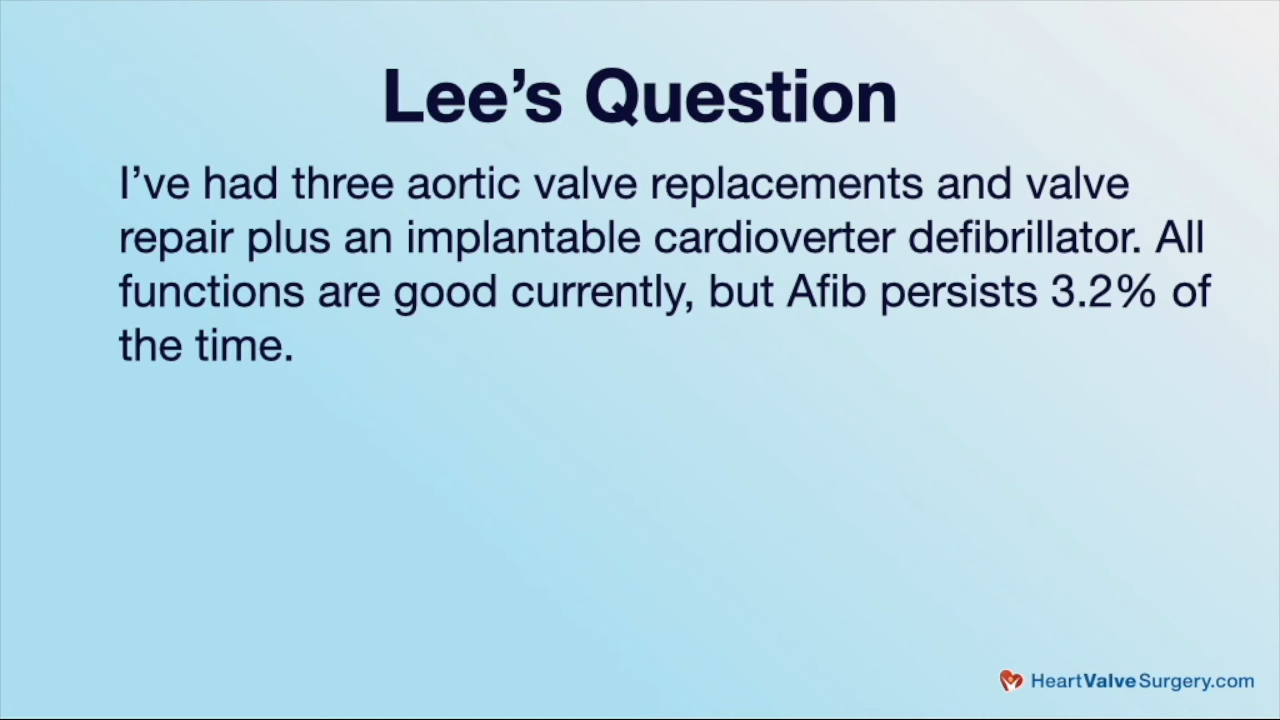 Lee’s Question
I’ve had three aortic valve replacements and valve
repair plus an implantable cardioverter defibrillator. All
functions are good currently, but Afib persists 3.2% of
the time.
HeartValveSurgery.com